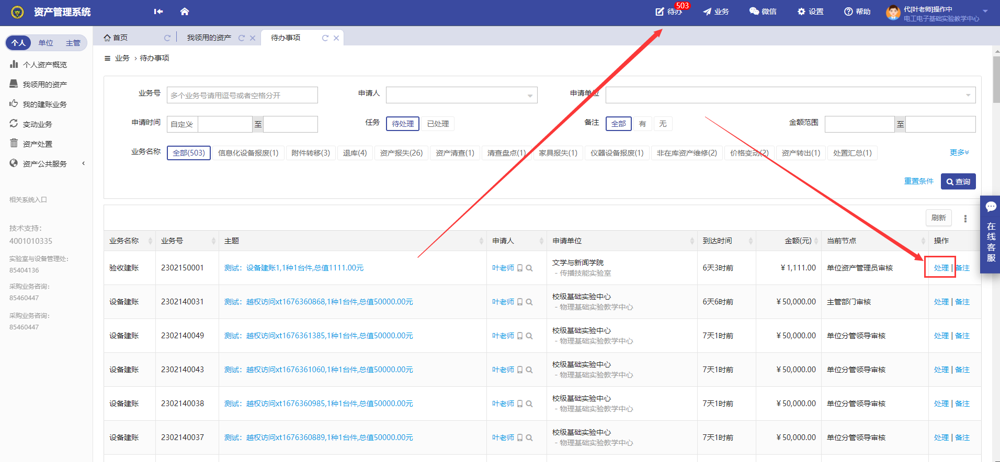 资产管理系统
待办 503 业务 微信 设置 帮助 代[叶老师]操作中
电工电子基础实验教学中心
个人 单位 主管
首页 我领用的资产 待办事项
业务 › 待办事项
个人资产概览
我领用的资产
我的建账业务
变动业务
资产处置
资产公共服务
相关系统入口
技术支持:
4001010335
实验室与设备管理处:
85404136
采购业务咨询:
85460447
采购业务咨询:
85460447
业务号 多个业务号请用逗号或者空格分开 申请人 申请单位
申请时间 自定义 至 任务 待处理 已处理 备注 全部 有 无 金额范围 至
业务名称 全部(503) 信息化设备报废(1) 附件转移(3) 退库(4) 资产报失(26) 资产清查(1) 清查盘点(1) 家具报失(1) 仪器设备报废(1) 非在库资产维修(2) 价格变动(2) 资产转出(1) 处置汇总(1) 更多
重置条件 查询
刷新
业务名称 业务号 主题 申请人 申请单位 到达时间 金额(元) 当前节点 操作
验收建账 2302150001 测试：设备建账1,1种1台件,总值1111.00元 叶老师 文学与新闻学院 6天3时前 ¥ 1,111.00 单位资产管理员审核 处理 | 备注
- 传播技能实验室
设备建账 2302140031 测试：越权访问xt1676360868,1种1台件,总值50000.00元 叶老师 校级基础实验中心 6天6时前 ¥ 50,000.00 主管部门审核 处理 | 备注
- 物理基础实验教学中心
设备建账 2302140049 测试：越权访问xt1676361385,1种1台件,总值50000.00元 叶老师 校级基础实验中心 7天1时前 ¥ 50,000.00 单位分管领导审核 处理 | 备注
- 物理基础实验教学中心
设备建账 2302140043 测试：越权访问xt1676361060,1种1台件,总值50000.00元 叶老师 校级基础实验中心 7天1时前 ¥ 50,000.00 单位分管领导审核 处理 | 备注
- 物理基础实验教学中心
设备建账 2302140038 测试：越权访问xt1676360985,1种1台件,总值50000.00元 叶老师 校级基础实验中心 7天1时前 ¥ 50,000.00 单位分管领导审核 处理 | 备注
- 物理基础实验教学中心
设备建账 2302140037 测试：越权访问xt1676360889,1种1台件,总值50000.00元 叶老师 校级基础实验中心 7天1时前 ¥ 50,000.00 单位分管领导审核 处理 | 备注
- 物理基础实验教学中心
在线客服